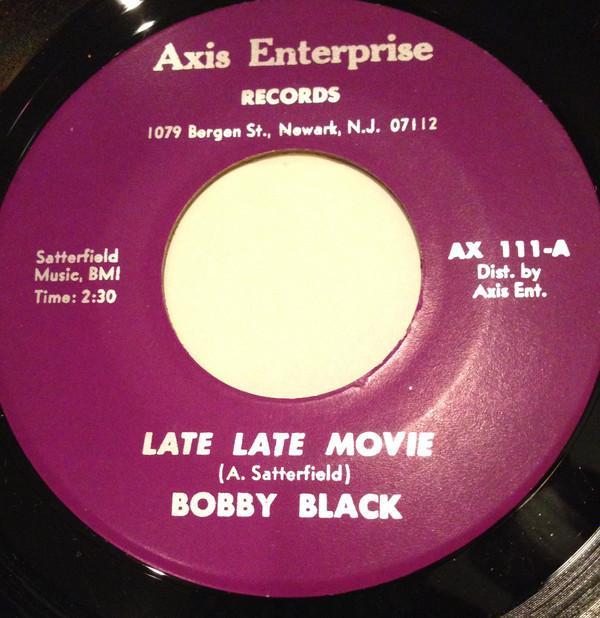 Axis Enterprise
RECORDS
1079 Bergen St., Newark, N.J. 07112
Satterfield
Music, BMI
Time: 2:30
AX 111-A
Dist. by
Axis Ent.
LATE LATE MOVIE
(A. Satterfield)
BOBBY BLACK